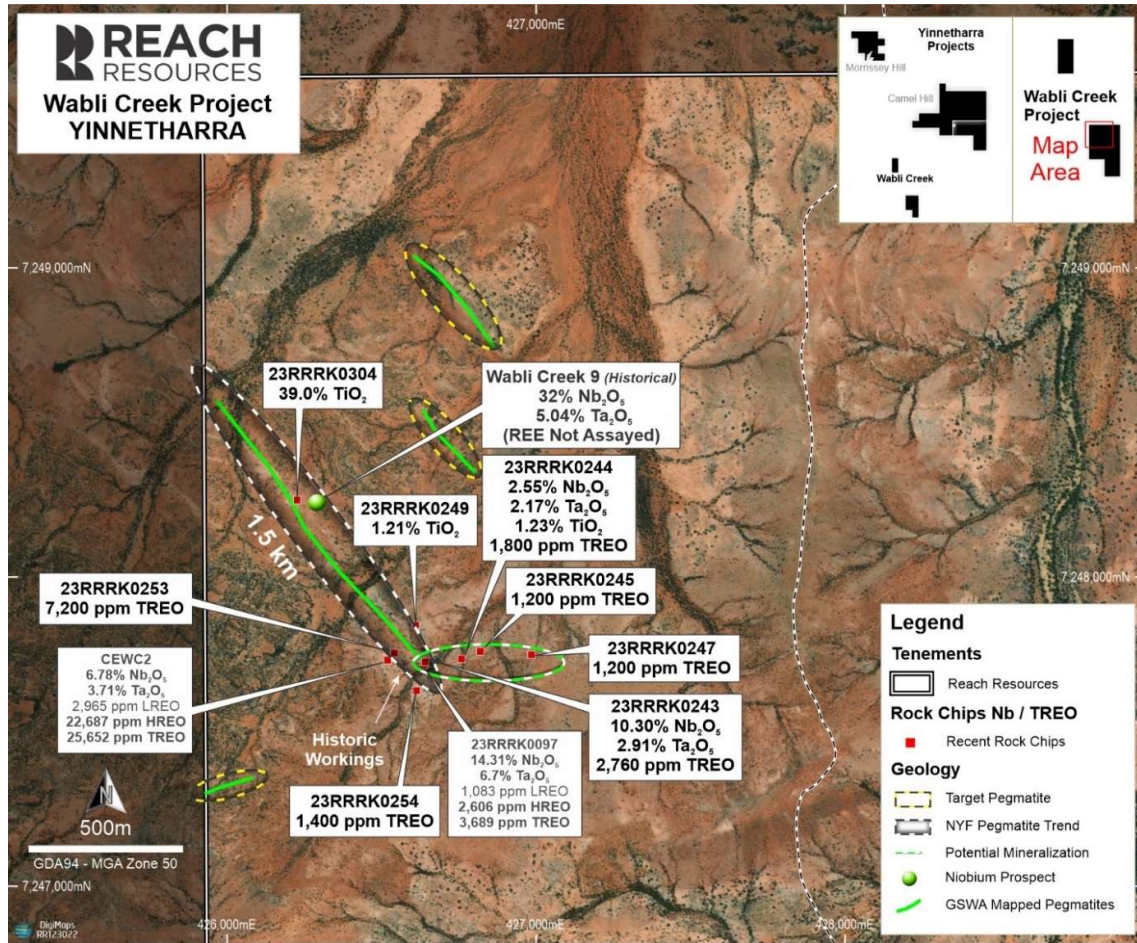 REACH
RESOURCES
Wabli Creek Project
YINNETHARRA
427,000mE
Yinnetharra
Projects
Morrissey Hill
Camel Hill
Wabli Creek
Wabli Creek
Project
Map
Area
7,249,000mN
7,249,000mN
23RRRK0304
39.0% TiO₂
Wabli Creek 9 (Historical)
32% Nb₂O₅
5.04% Ta₂O₅
(REE Not Assayed)
23RRRK0249
1.21% TiO₂
23RRRK0244
2.55% Nb₂O₅
2.17% Ta₂O₅
1.23% TiO₂
1,800 ppm TREO
1.5 km
23RRRK0253
7,200 ppm TREO
23RRRK0245
1,200 ppm TREO
7,248,000mN
23RRRK0247
1,200 ppm TREO
CEWC2
6.78% Nb₂O₅
3.71% Ta₂O₅
2,965 ppm LREO
22,687 ppm HREO
25,652 ppm TREO
Historic
Workings
23RRRK0254
1,400 ppm TREO
23RRRK0097
14.31% Nb₂O₅
6.7% Ta₂O₅
1,083 ppm LREO
2,606 ppm HREO
3,689 ppm TREO
23RRRK0243
10.30% Nb₂O₅
2.91% Ta₂O₅
2,760 ppm TREO
Legend
Tenements
Reach Resources
Rock Chips Nb / TREO
Recent Rock Chips
Geology
Target Pegmatite
NYF Pegmatite Trend
Potential Mineralization
Niobium Prospect
GSWA Mapped Pegmatites
N
500m
GDA94 - MGA Zone 50
7,247,000mN
DigiMaps
RR123022
426,000mE
427,000mE
428,000mE